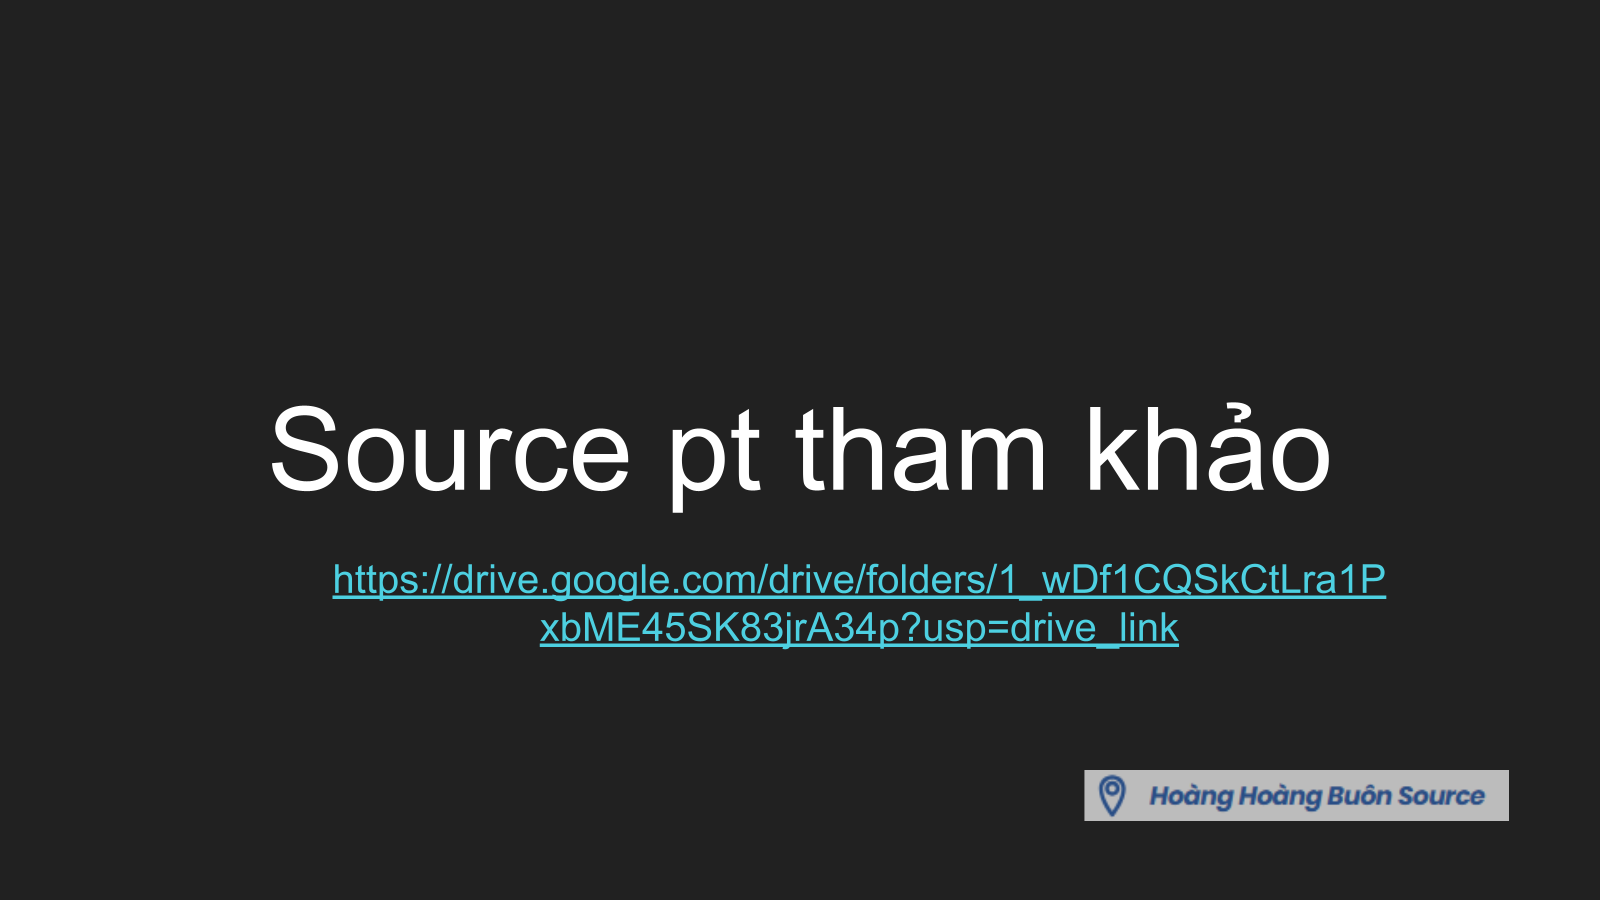 Source pt tham khảo
https://drive.google.com/drive/folders/1_wDf1CQSkCtLra1P
xbME45SK83jrA34p?usp=drive_link
Hoàng Hoàng Buôn Source